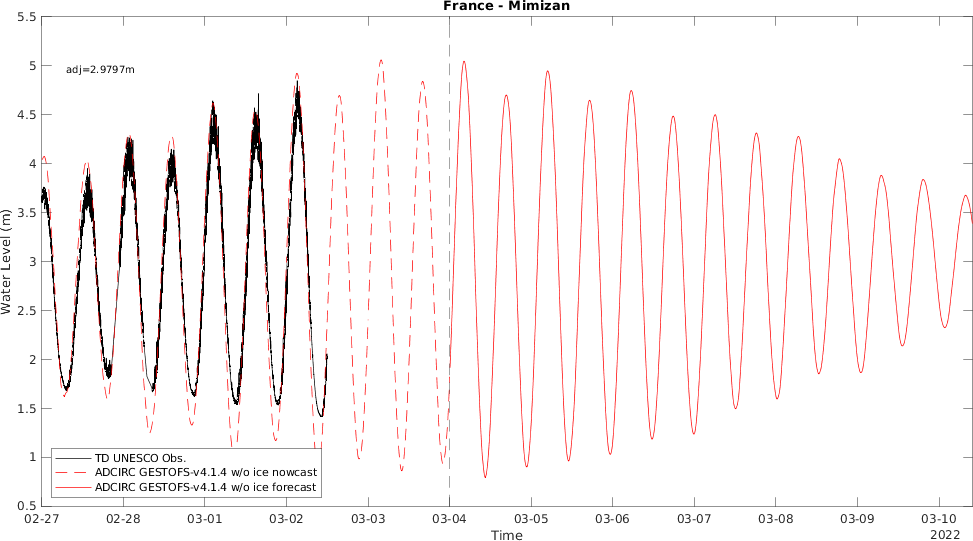 France - Mimizan
adj=2.9797m
5.5
5
4.5
4
3.5
3
2.5
2
1.5
1
0.5
Water Level (m)
TD UNESCO Obs.
ADCIRC GESTOFS-v4.1.4 w/o ice nowcast
ADCIRC GESTOFS-v4.1.4 w/o ice forecast
02-27 02-28 03-01 03-02 03-03 03-04 03-05 03-06 03-07 03-08 03-09 03-10
Time
2022